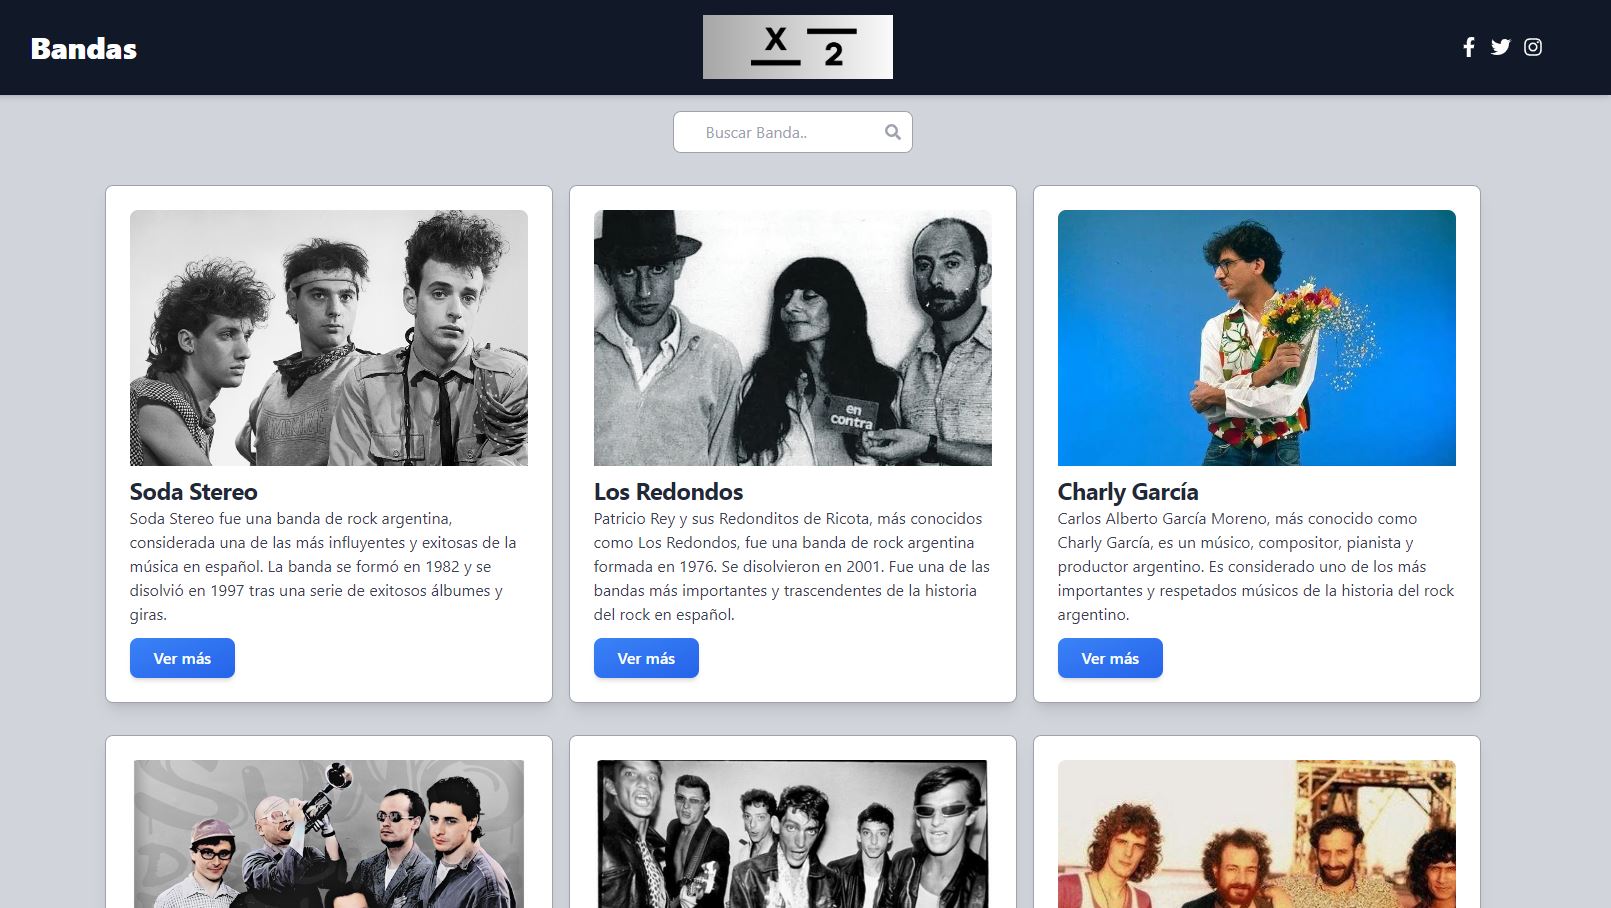 Bandas
X 2
Buscar Banda..
en
contra
Soda Stereo
Soda Stereo fue una banda de rock argentina,
considerada una de las más influyentes y exitosas de la
música en español. La banda se formó en 1982 y se
disolvió en 1997 tras una serie de exitosos álbumes y
giras.
Ver más
Los Redondos
Patricio Rey y sus Redonditos de Ricota, más conocidos
como Los Redondos, fue una banda de rock argentina
formada en 1976. Se disolvieron en 2001. Fue una de las
bandas más importantes y trascendentes de la historia
del rock en español.
Ver más
Charly García
Carlos Alberto García Moreno, más conocido como
Charly García, es un músico, compositor, pianista y
productor argentino. Es considerado uno de los más
importantes y respetados músicos de la historia del rock
argentino.
Ver más